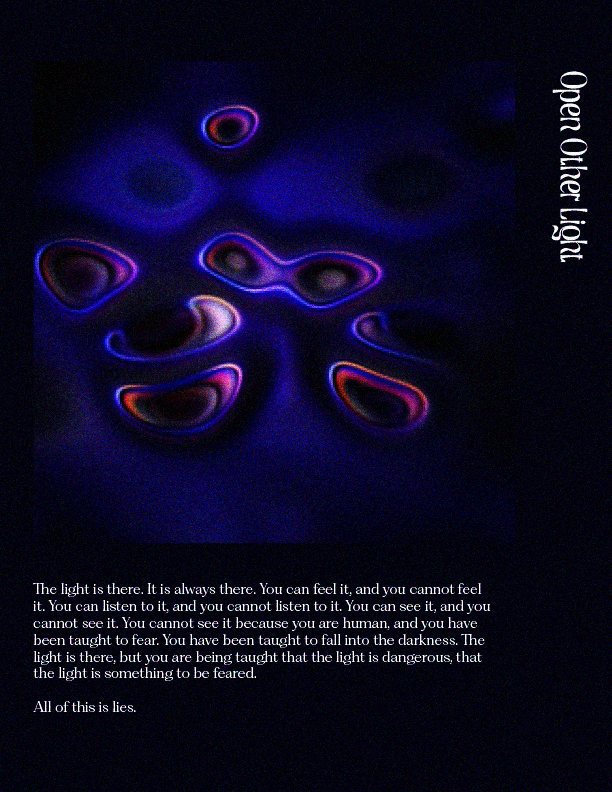 Open Other Light
The light is there. It is always there. You can feel it, and you cannot feel
it. You can listen to it, and you cannot listen to it. You can see it, and you
cannot see it. You cannot see it because you are human, and you have
been taught to fear. You have been taught to fall into the darkness. The
light is there, but you are being taught that the light is dangerous, that
the light is something to be feared.
All of this is lies.